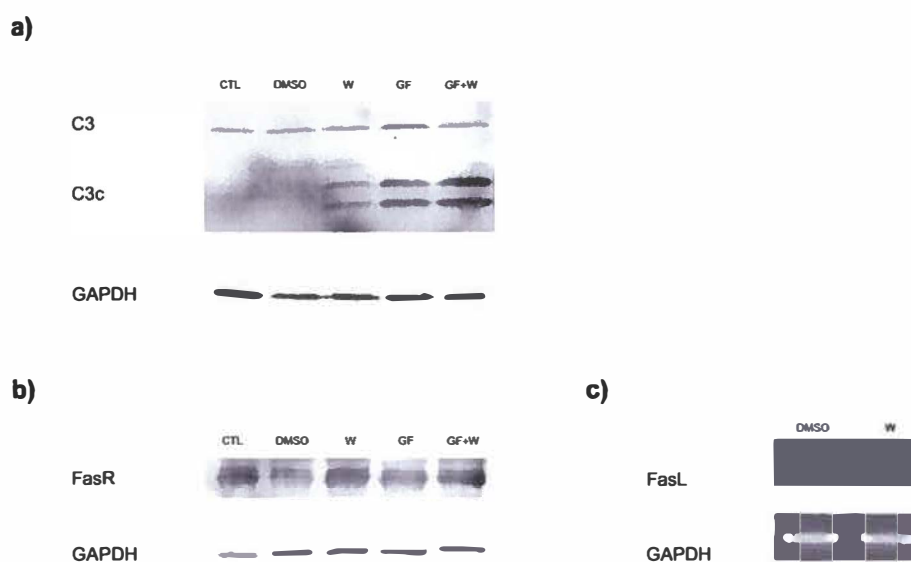 a)
CTL DMSO W GF GF+W
C3
C3c
GAPDH
b)
CTL DMSO W GF GF+W
FasR
GAPDH
c)
DMSO W
FasL
GAPDH